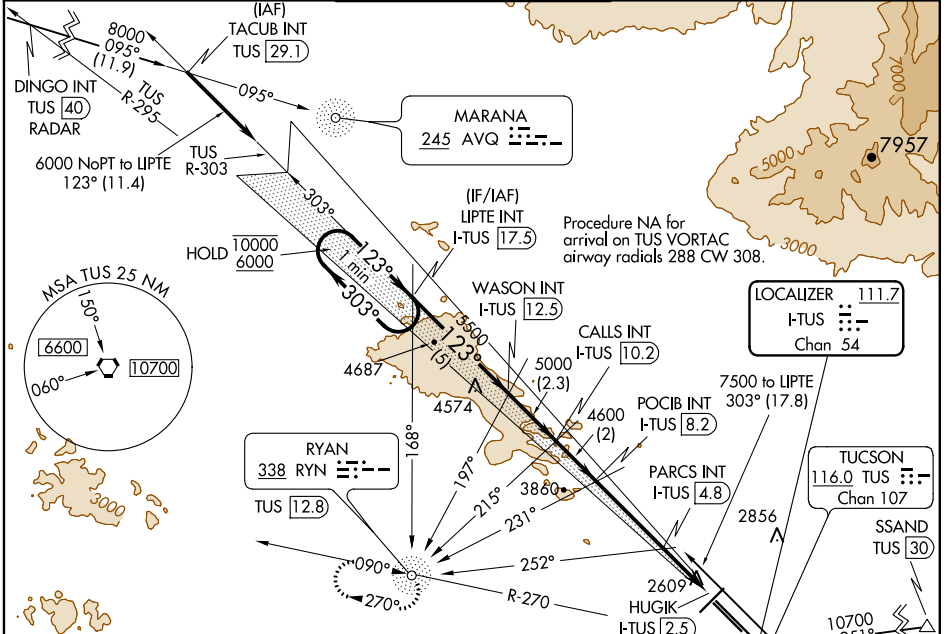 (IAF)
TACUB INT
TUS 29.1
8000
095°
(11.9)
DINGO INT
TUS 40
RADAR
TUS
R-295
095°
MARANA
245 AVQ
6000 NoPT to LIPTE
123° (11.4)
TUS
R-303
7000
5000
7957
3000
303°
(IF/IAF)
LIPTE INT
I-TUS 17.5
Procedure NA for
arrival on TUS VORTAC
airway radials 288 CW 308.
HOLD 10000
6000
123°
1 min
303°
MSA TUS 25 NM
150°
6600
10700
060°
WASON INT
I-TUS 12.5
LOCALIZER 111.7
I-TUS
Chan 54
5500
123°
(5)
CALLS INT
I-TUS 10.2
4687
4574
5000
(2.3)
7500 to LIPTE
303° (17.8)
4600
(2)
POCIB INT
I-TUS 8.2
168°
197°
215°
231°
3860
RYAN
338 RYN
TUS 12.8
PARCS INT
I-TUS 4.8
TUCSON
116.0 TUS
Chan 107
3000
2856
SSAND
TUS 30
252°
090°
270°
R-270
2609
HUGIK
I-TUS 2.5
10700